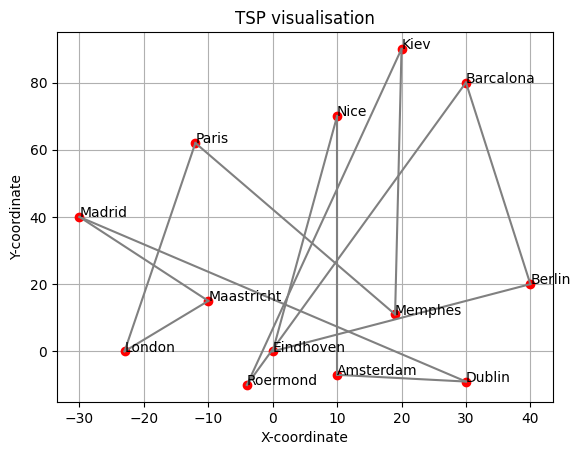 TSP visualisation
Kiev
Barcalona
Nice
Paris
Madrid
Berlin
Maastricht
Memphes
London
Eindhoven
Roermond
Amsterdam
Dublin
80
60
40
20
0
Y-coordinate
−30
−20
−10
0
10
20
30
40
X-coordinate